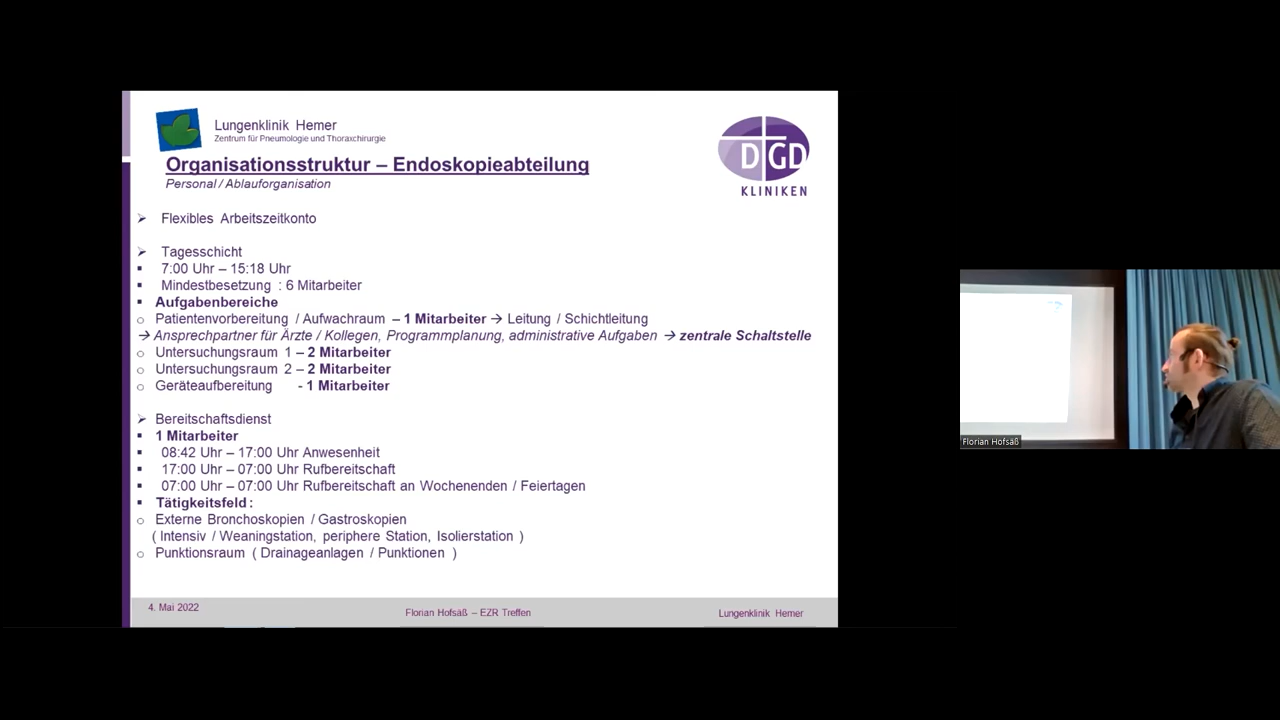 Lungenklinik Hemer
Zentrum für Pneumologie und Thoraxchirurgie
Organisationsstruktur – Endoskopieabteilung
Personal / Ablauforganisation
DGD
KLINIKEN
➢ Flexibles Arbeitszeitkonto
➢ Tagesschicht
▪ 7:00 Uhr – 15:18 Uhr
▪ Mindestbesetzung : 6 Mitarbeiter
▪ Aufgabenbereiche
o Patientenvorbereitung / Aufwachraum – 1 Mitarbeiter → Leitung / Schichtleitung
→ Ansprechpartner für Ärzte / Kollegen, Programmplanung, administrative Aufgaben → zentrale Schaltstelle
o Untersuchungsraum 1 – 2 Mitarbeiter
o Untersuchungsraum 2 – 2 Mitarbeiter
o Geräteaufbereitung - 1 Mitarbeiter
➢ Bereitschaftsdienst
▪ 1 Mitarbeiter
▪ 08:42 Uhr – 17:00 Uhr Anwesenheit
▪ 17:00 Uhr – 07:00 Uhr Rufbereitschaft
▪ 07:00 Uhr – 07:00 Uhr Rufbereitschaft an Wochenenden / Feiertagen
▪ Tätigkeitsfeld :
o Externe Bronchoskopien / Gastroskopien
( Intensiv / Weaningstation, periphere Station, Isolierstation )
o Punktionsraum ( Drainageanlagen / Punktionen )
4. Mai 2022
Florian Hofsäß – EZR Treffen
Lungenklinik Hemer
Florian Hofsäß